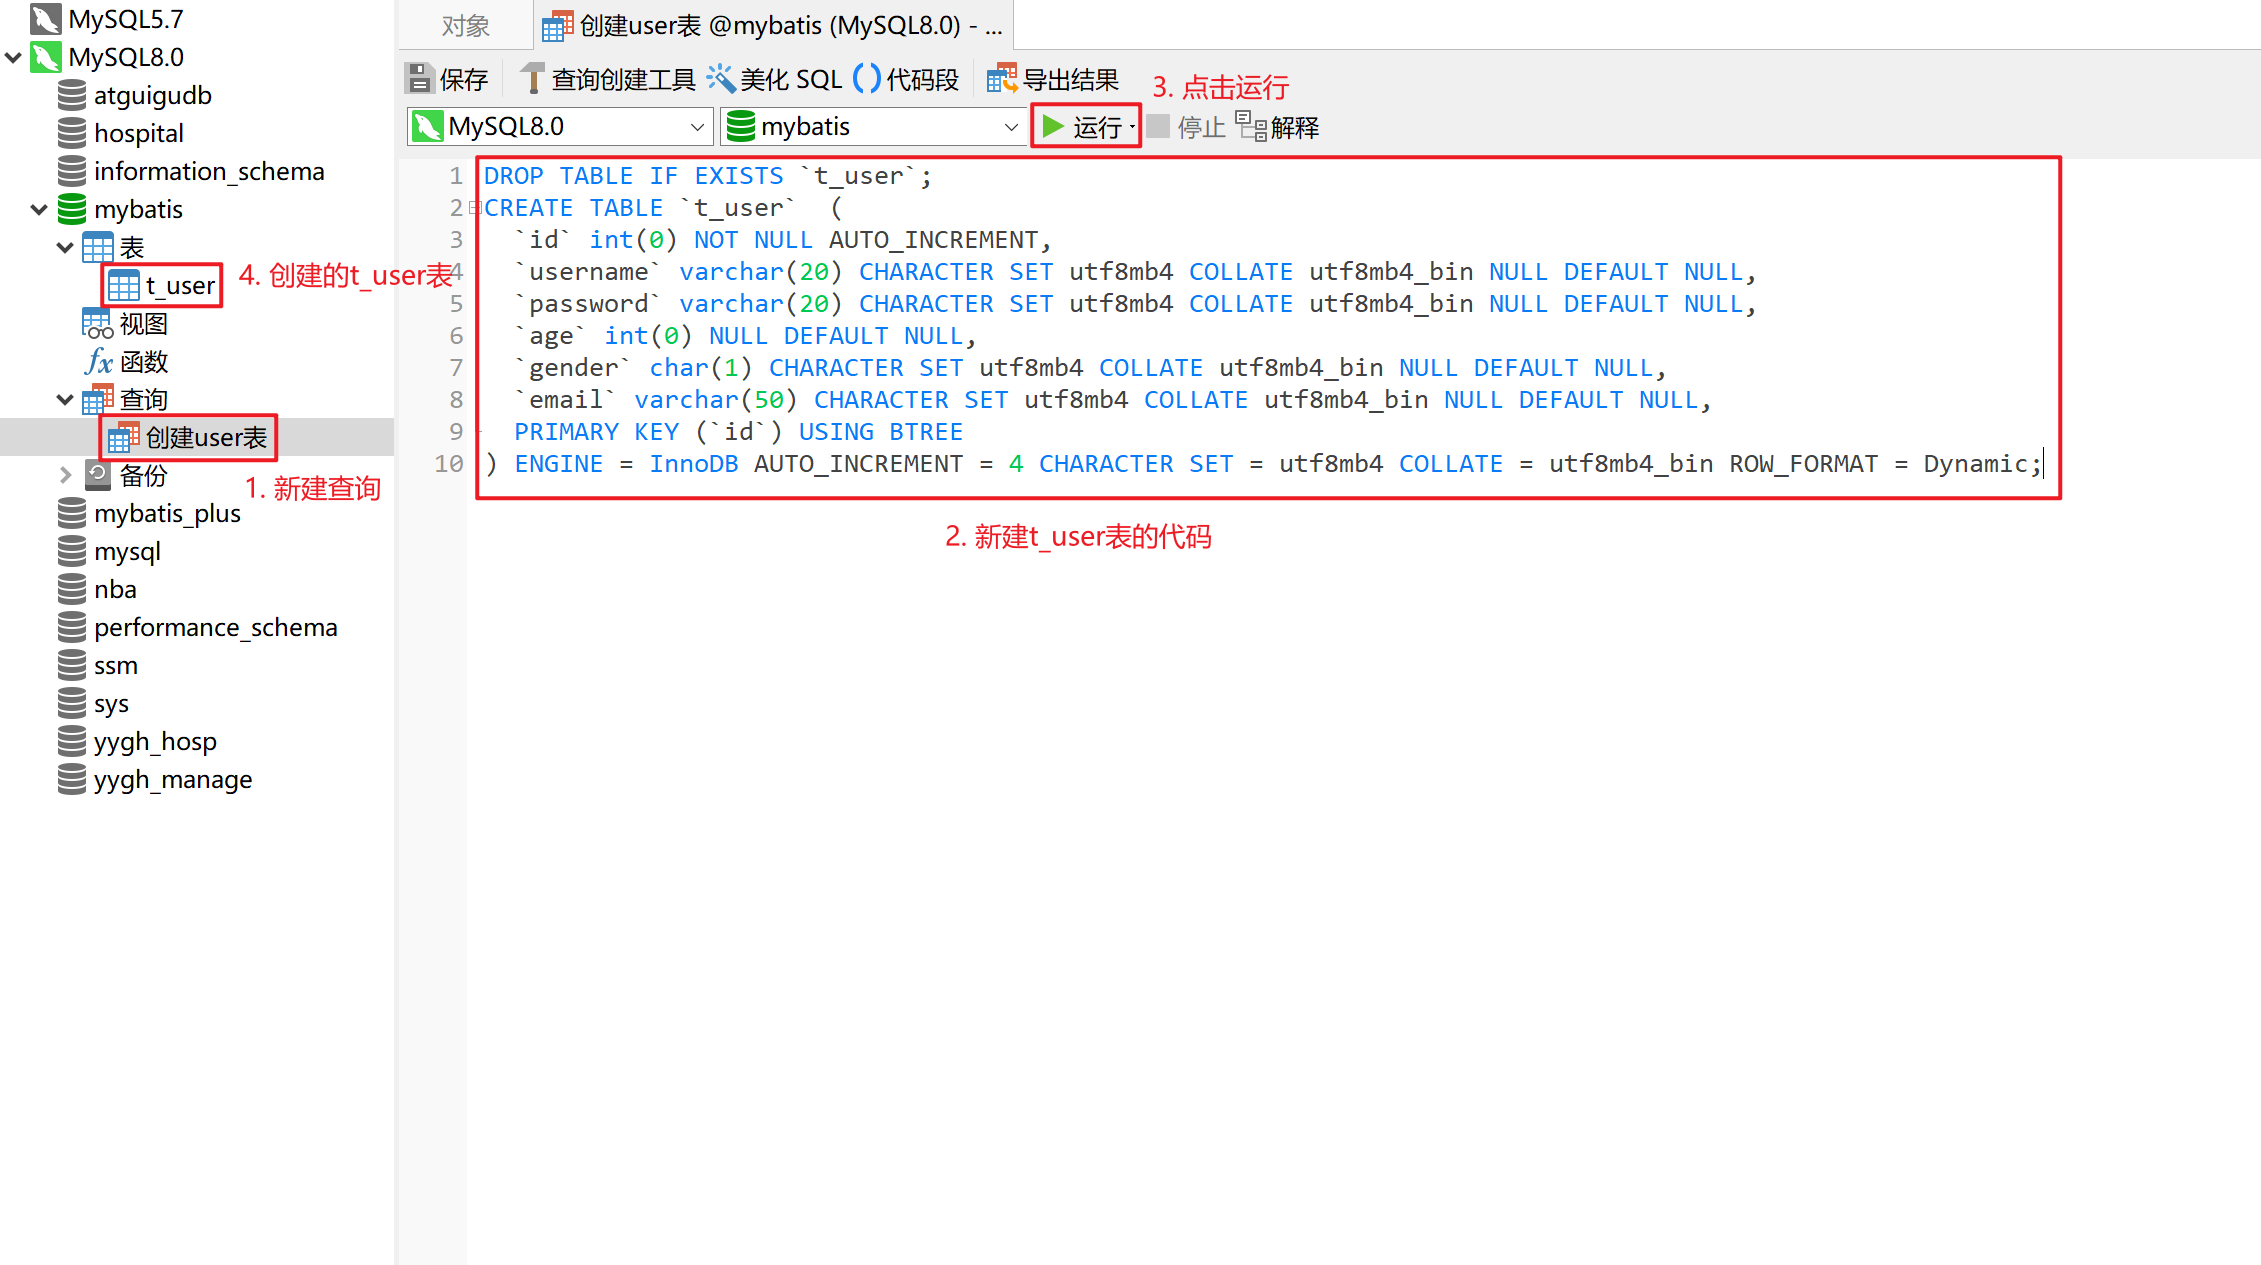 MySQL5.7
MySQL8.0
atguigudb
hospital
information_schema
mybatis
表
t_user
4. 创建的t_user表
视图
函数
查询
创建user表
备份
1. 新建查询
mybatis_plus
mysql
nba
performance_schema
ssm
sys
yygh_hosp
yygh_manage
对象
创建user表 @mybatis (MySQL8.0) - ...
保存 查询创建工具 美化 SQL 代码段 导出结果
3. 点击运行
MySQL8.0 mybatis 运行 停止 解释
1 DROP TABLE IF EXISTS `t_user`;
2 CREATE TABLE `t_user`  (
3   `id` int(0) NOT NULL AUTO_INCREMENT,
4   `username` varchar(20) CHARACTER SET utf8mb4 COLLATE utf8mb4_bin NULL DEFAULT NULL,
5   `password` varchar(20) CHARACTER SET utf8mb4 COLLATE utf8mb4_bin NULL DEFAULT NULL,
6   `age` int(0) NULL DEFAULT NULL,
7   `gender` char(1) CHARACTER SET utf8mb4 COLLATE utf8mb4_bin NULL DEFAULT NULL,
8   `email` varchar(50) CHARACTER SET utf8mb4 COLLATE utf8mb4_bin NULL DEFAULT NULL,
9   PRIMARY KEY (`id`) USING BTREE
10 ) ENGINE = InnoDB AUTO_INCREMENT = 4 CHARACTER SET = utf8mb4 COLLATE = utf8mb4_bin ROW_FORMAT = Dynamic;
2. 新建t_user表的代码